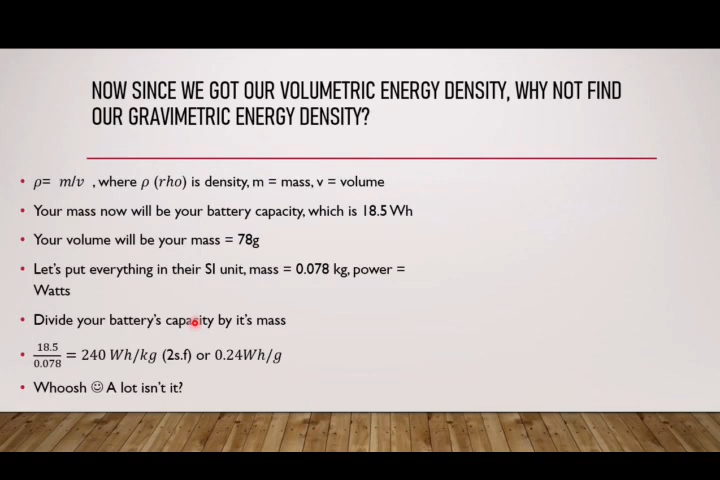 NOW SINCE WE GOT OUR VOLUMETRIC ENERGY DENSITY, WHY NOT FIND
OUR GRAVIMETRIC ENERGY DENSITY?
• ρ= m/v , where ρ (rho) is density, m = mass, v = volume
• Your mass now will be your battery capacity, which is 18.5 Wh
• Your volume will be your mass = 78g
• Let's put everything in their SI unit, mass = 0.078 kg, power =
Watts
• Divide your battery's capacity by it's mass
• 18.5/0.078 = 240 Wh/kg (2s.f) or 0.24Wh/g
• Whoosh ☺ A lot isn't it?